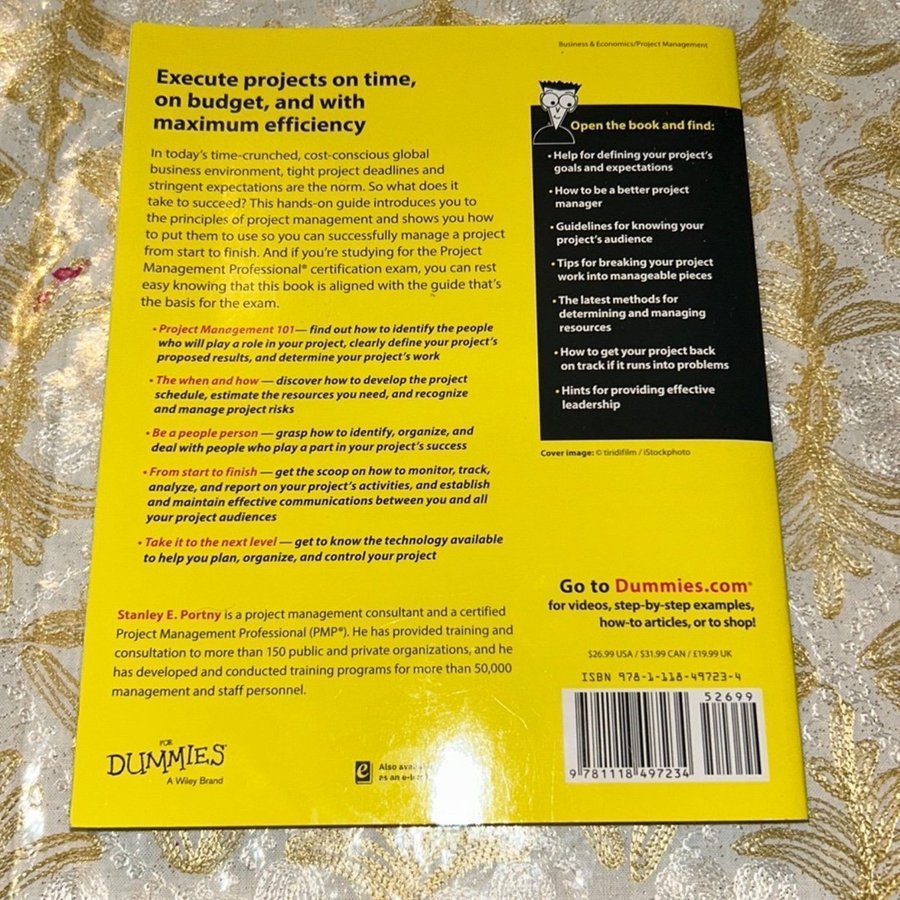 Business & Economics/Project Management
Execute projects on time,
on budget, and with
maximum efficiency
In today's time-crunched, cost-conscious global
business environment, tight project deadlines and
stringent expectations are the norm. So what does it
take to succeed? This hands-on guide introduces you to
the principles of project management and shows you how
to put them to use so you can successfully manage a project
from start to finish. And if you're studying for the Project
Management Professional® certification exam, you can rest
easy knowing that this book is aligned with the guide that's
the basis for the exam.
• Project Management 101— find out how to identify the people
who will play a role in your project, clearly define your project's
proposed results, and determine your project's work
• The when and how — discover how to develop the project
schedule, estimate the resources you need, and recognize
and manage project risks
• Be a people person — grasp how to identify, organize, and
deal with people who play a part in your project's success
• From start to finish — get the scoop on how to monitor, track,
analyze, and report on your project's activities, and establish
and maintain effective communications between you and all
your project audiences
• Take it to the next level — get to know the technology available
to help you plan, organize, and control your project
Stanley E. Portny is a project management consultant and a certified
Project Management Professional (PMP®). He has provided training and
consultation to more than 150 public and private organizations, and he
has developed and conducted training programs for more than 50,000
management and staff personnel.
FOR
DUMMIES®
A Wiley Brand
e
Also
as an
Open the book and find:
• Help for defining your project's
goals and expectations
• How to be a better project
manager
• Guidelines for knowing your
project's audience
• Tips for breaking your project
work into manageable pieces
• The latest methods for
determining and managing
resources
• How to get your project back
on track if it runs into problems
• Hints for providing effective
leadership
Cover image: © tiridifilm / iStockphoto
Go to Dummies.com®
for videos, step-by-step examples,
how-to articles, or to shop!
$26.99 USA / $31.99 CAN / £19.99 UK
ISBN 978-1-118-49723-4
52699
9 781118 497234